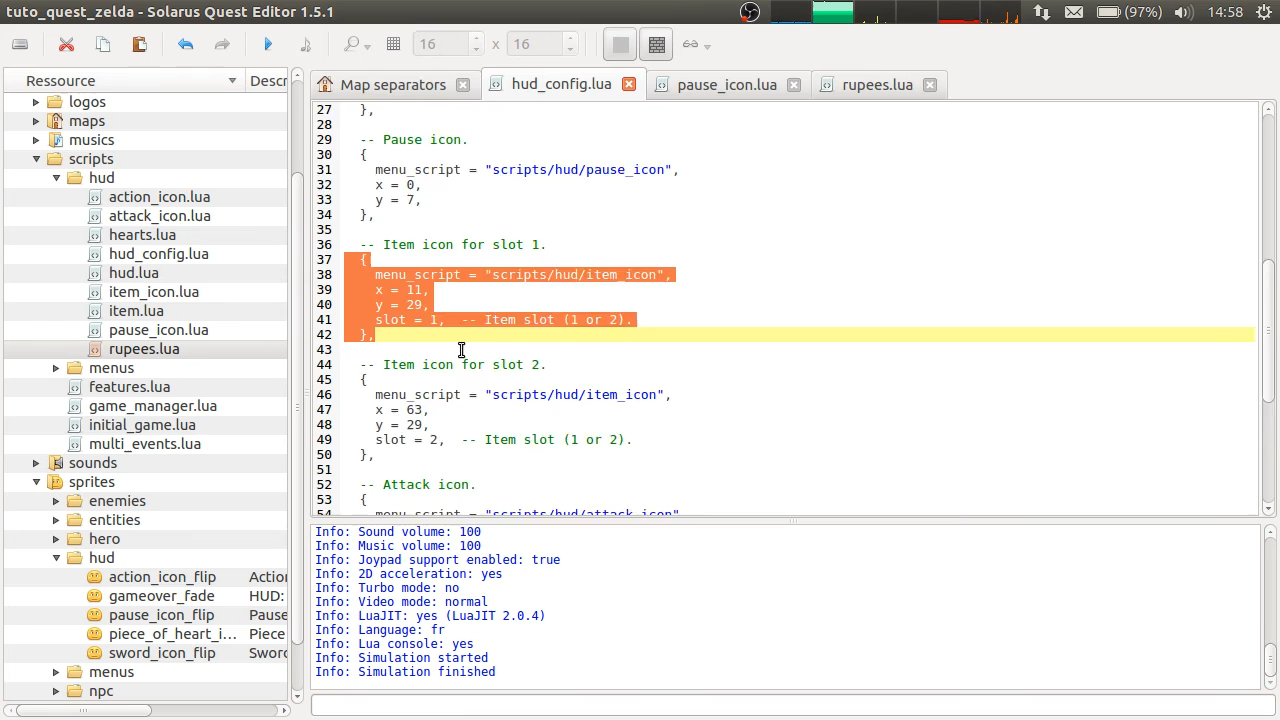 tuto_quest_zelda - Solarus Quest Editor 1.5.1
(97%) 14:58
16 x 16
Ressource Descr
logos
maps
musics
scripts
hud
action_icon.lua
attack_icon.lua
hearts.lua
hud_config.lua
hud.lua
item_icon.lua
item.lua
pause_icon.lua
rupees.lua
menus
features.lua
game_manager.lua
initial_game.lua
multi_events.lua
sounds
sprites
enemies
entities
hero
hud
action_icon_flip Action
gameover_fade HUD:
pause_icon_flip Pause
piece_of_heart_i... Piece
sword_icon_flip Sword
menus
npc
Map separators hud_config.lua pause_icon.lua rupees.lua
27 },
28
29 -- Pause icon.
30 {
31 menu_script = "scripts/hud/pause_icon",
32 x = 0,
33 y = 7,
34 },
35
36 -- Item icon for slot 1.
37 {
38 menu_script = "scripts/hud/item_icon",
39 x = 11,
40 y = 29,
41 slot = 1, -- Item slot (1 or 2).
42 },
43
44 -- Item icon for slot 2.
45 {
46 menu_script = "scripts/hud/item_icon",
47 x = 63,
48 y = 29,
49 slot = 2, -- Item slot (1 or 2).
50 },
51
52 -- Attack icon.
53 {
54 menu_script = "scripts/hud/attack_icon"
Info: Sound volume: 100
Info: Music volume: 100
Info: Joypad support enabled: true
Info: 2D acceleration: yes
Info: Turbo mode: no
Info: Video mode: normal
Info: LuaJIT: yes (LuaJIT 2.0.4)
Info: Language: fr
Info: Lua console: yes
Info: Simulation started
Info: Simulation finished